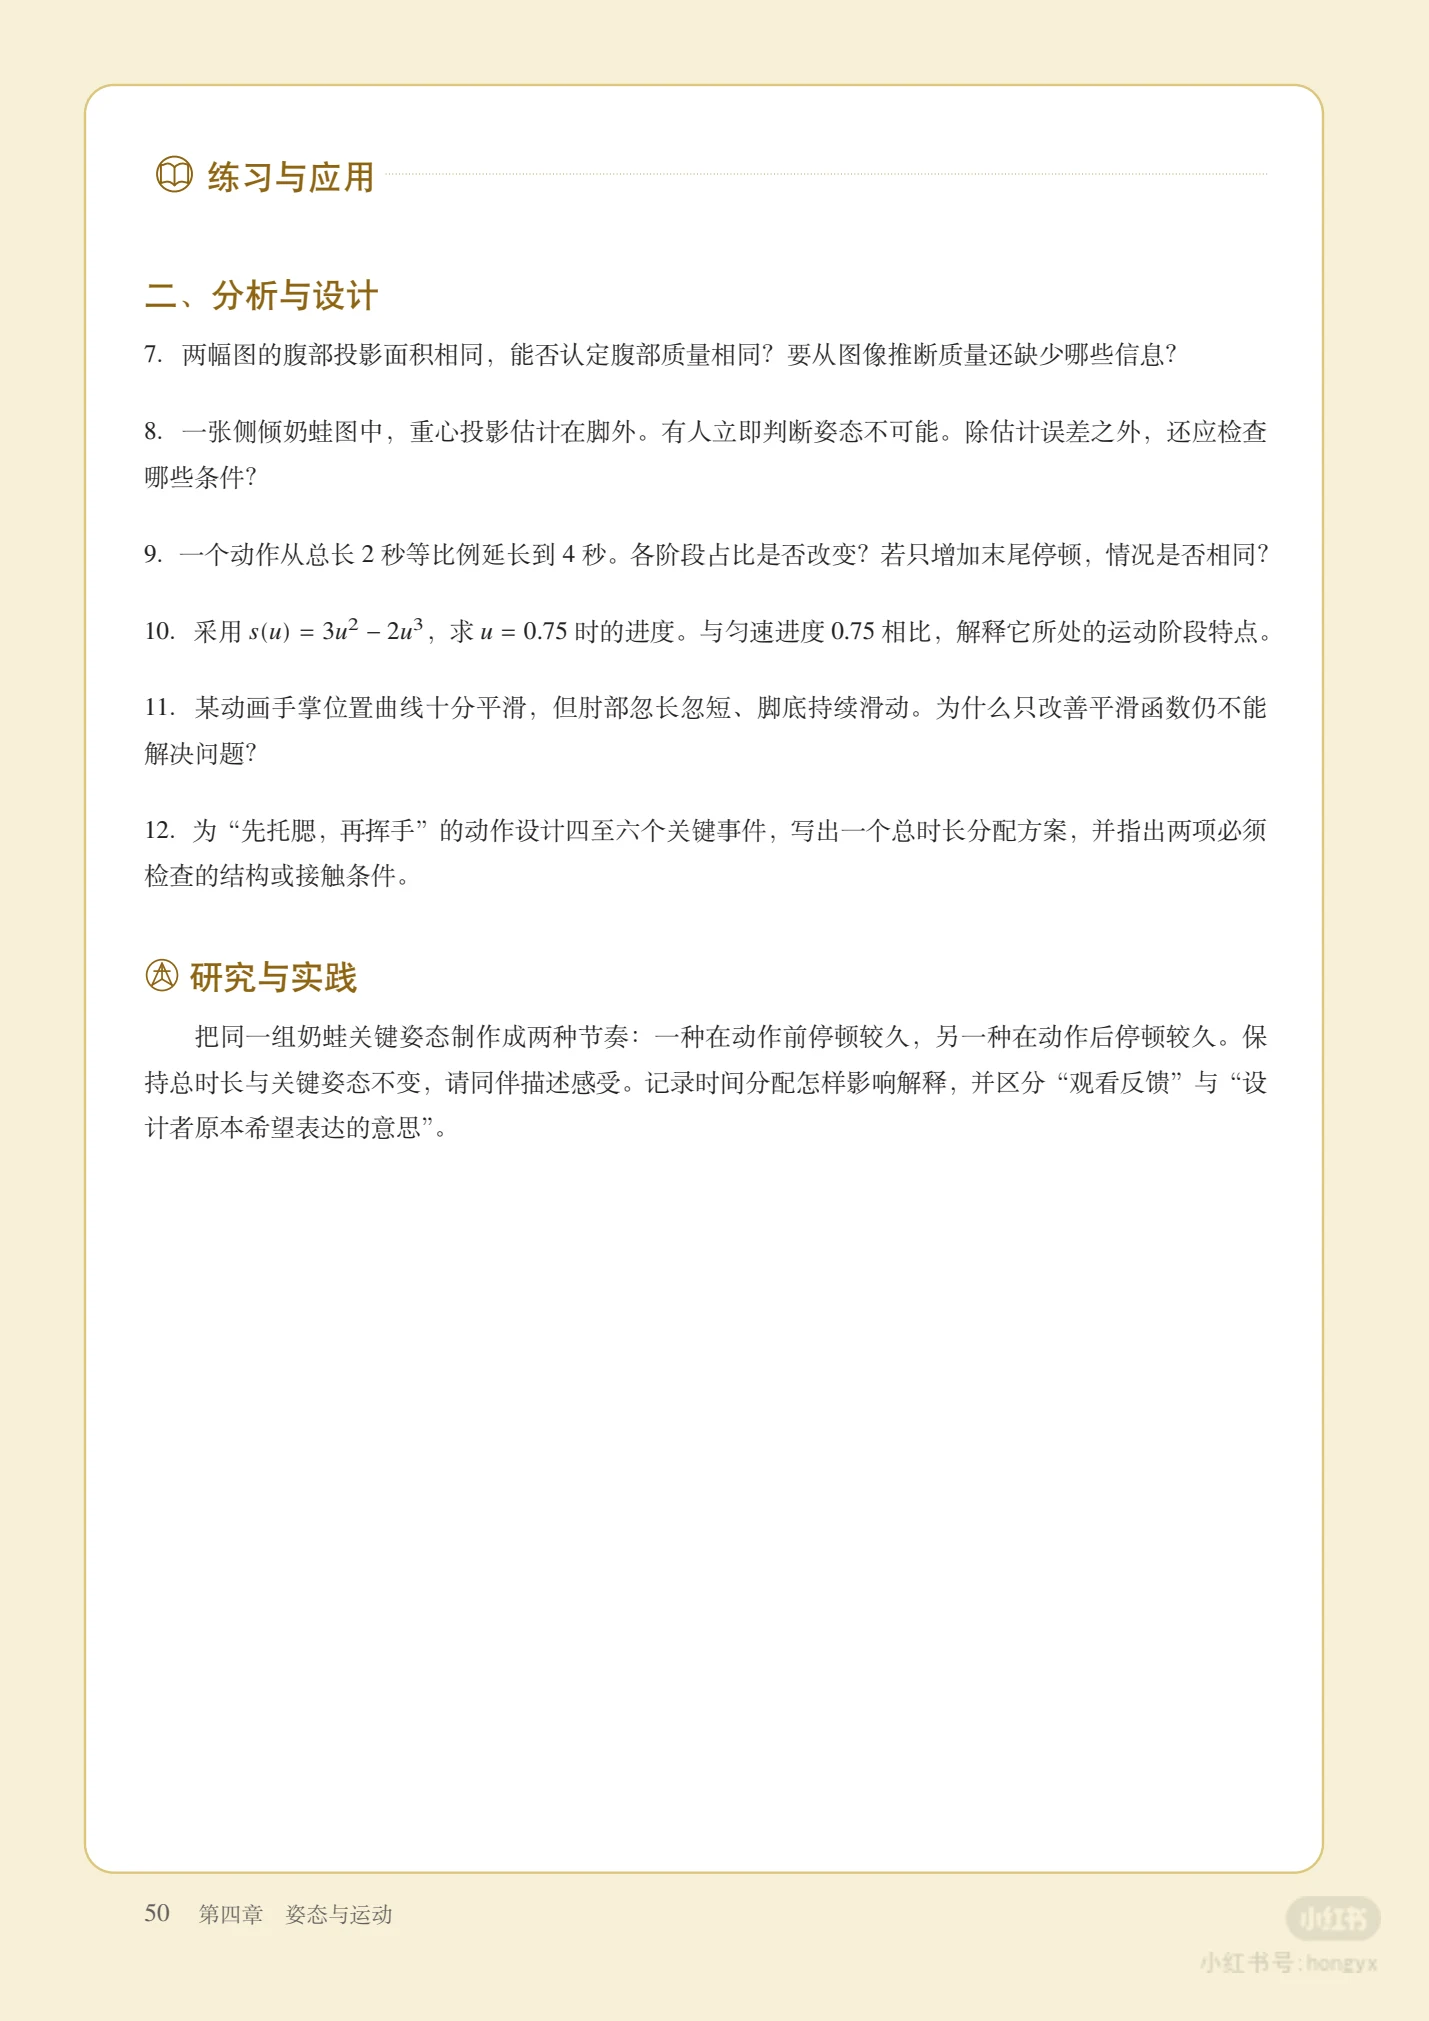 练习与应用
二、分析与设计
7. 两幅图的腹部投影面积相同，能否认定腹部质量相同？要从图像推断质量还缺少哪些信息？
8. 一张侧倾奶蛙图中，重心投影估计在脚外。有人立即判断姿态不可能。除估计误差之外，还应检查
哪些条件？
9. 一个动作从总长 2 秒等比例延长到 4 秒。各阶段占比是否改变？若只增加末尾停顿，情况是否相同？
10. 采用 s(u) = 3u² − 2u³，求 u = 0.75 时的进度。与匀速进度 0.75 相比，解释它所处的运动阶段特点。
11. 某动画手掌位置曲线十分平滑，但肘部忽长忽短、脚底持续滑动。为什么只改善平滑函数仍不能
解决问题？
12. 为“先托腮，再挥手”的动作设计四至六个关键事件，写出一个总时长分配方案，并指出两项必须
检查的结构或接触条件。
研究与实践
把同一组奶蛙关键姿态制作成两种节奏：一种在动作前停顿较久，另一种在动作后停顿较久。保
持总时长与关键姿态不变，请同伴描述感受。记录时间分配怎样影响解释，并区分“观看反馈”与“设
计者原本希望表达的意思”。
50 第四章 姿态与运动
小红书
小红书号:hongyx